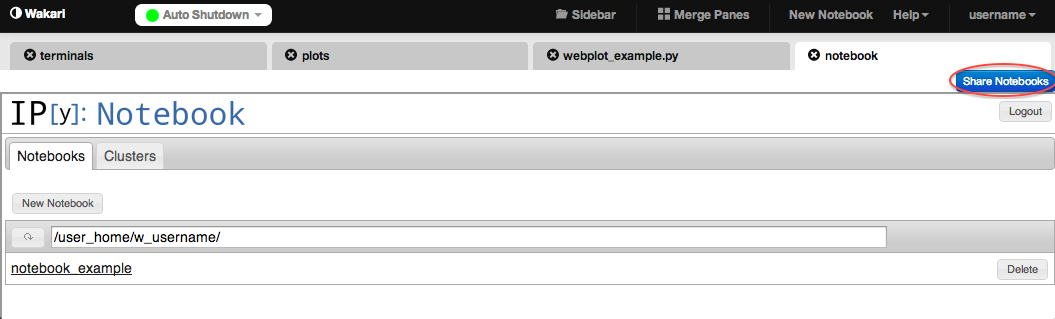 Wakari Auto Shutdown Sidebar Merge Panes New Notebook Help username
terminals plots webplot_example.py notebook
Share Notebooks
IP[y]: Notebook
Logout
Notebooks Clusters
New Notebook
/user_home/w_username/
notebook_example Delete